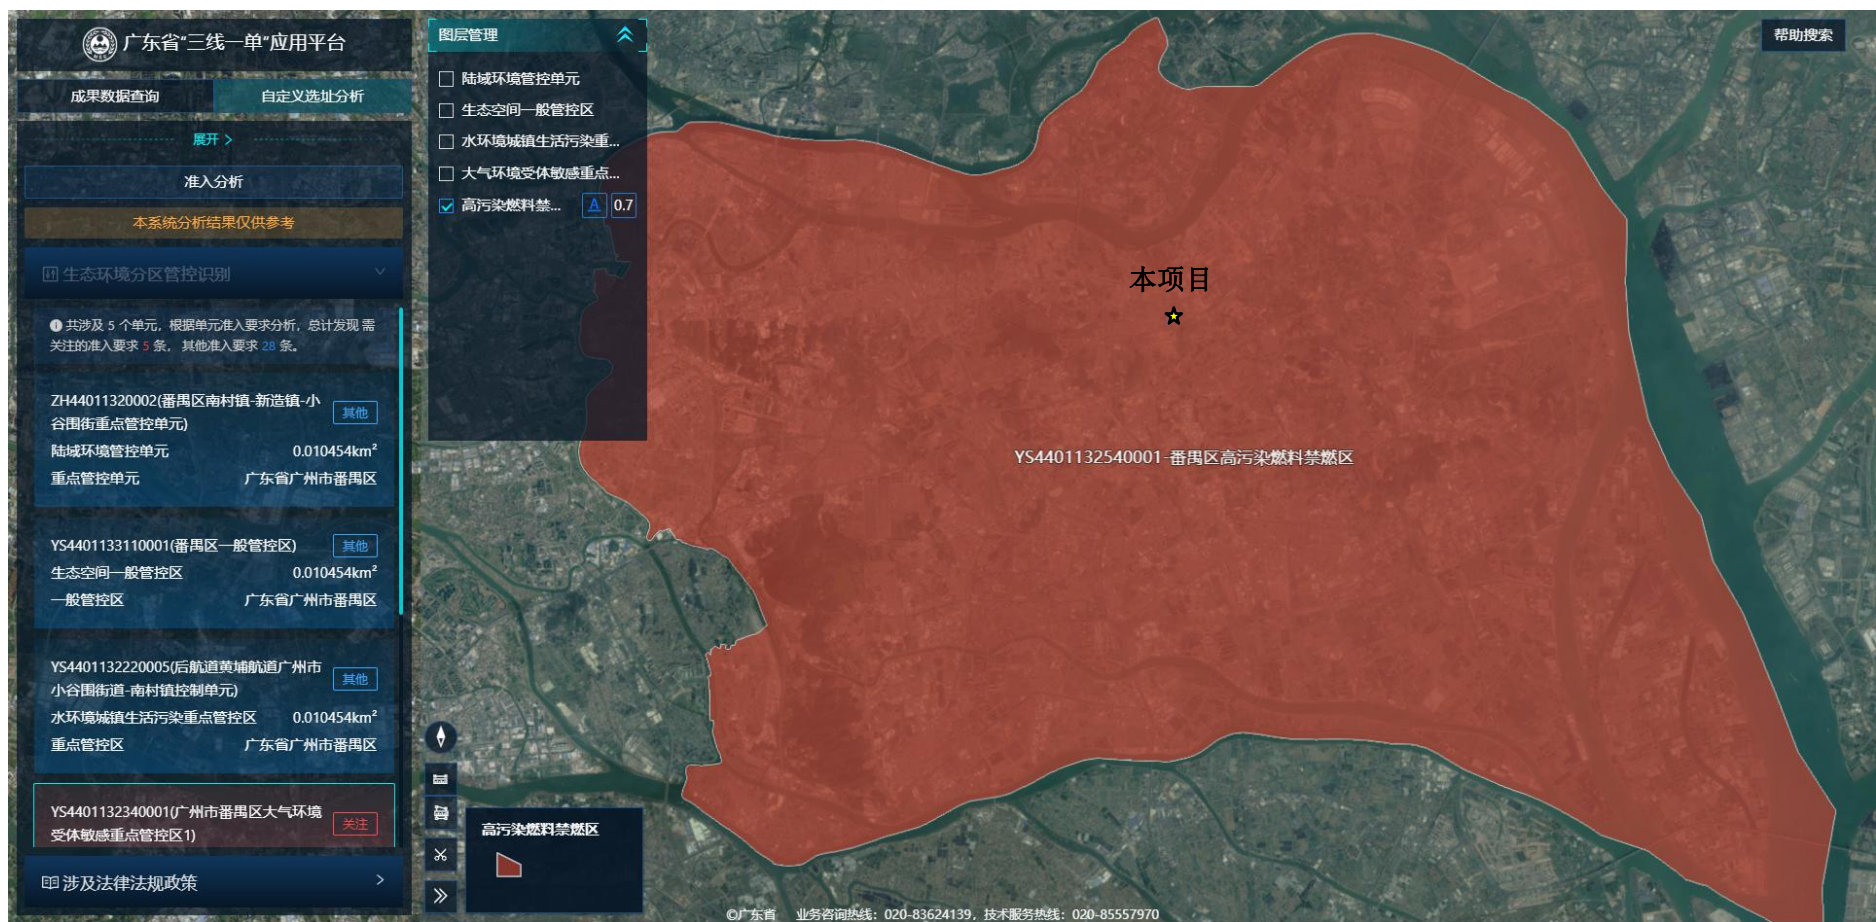 广东省“三线一单”应用平台
成果数据查询
自定义选址分析
展开 >
准入分析
本系统分析结果仅供参考
生态环境分区管控识别
共涉及 5 个单元，根据单元准入要求分析，总计发现 需
关注的准入要求 5 条， 其他准入要求 28 条。
ZH44011320002(番禺区南村镇-新造镇-小
谷围街重点管控单元)
其他
陆域环境管控单元 0.010454km²
重点管控单元 广东省广州市番禺区
YS4401133110001(番禺区一般管控区) 其他
生态空间一般管控区 0.010454km²
一般管控区 广东省广州市番禺区
YS4401132220005(后航道黄埔航道广州市
小谷围街道-南村镇控制单元)
其他
水环境城镇生活污染重点管控区 0.010454km²
重点管控区 广东省广州市番禺区
YS4401132340001(广州市番禺区大气环境
受体敏感重点管控区1)
关注
涉及法律法规政策 >
图层管理
陆域环境管控单元
生态空间一般管控区
水环境城镇生活污染重...
大气环境受体敏感重点...
高污染燃料禁... A 0.7
帮助搜索
本项目
YS4401132540001-番禺区高污染燃料禁燃区
高污染燃料禁燃区
©广东省 业务咨询热线：020-83624139，技术服务热线：020-85557970